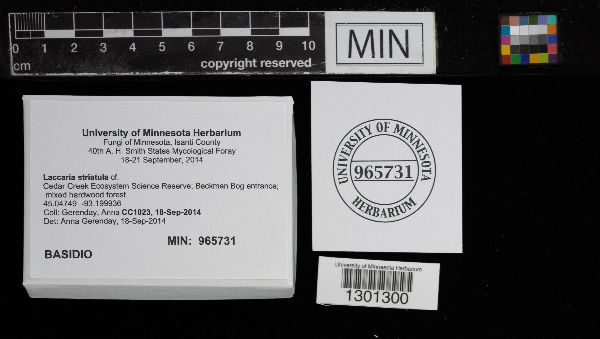 0 1 2 3 4 5 6 7 8 9 10
cm
copyright reserved
MIN
University of Minnesota Herbarium
Fungi of Minnesota, Isanti County
40th A. H. Smith States Mycological Foray
18-21 September, 2014
Laccaria striatula cf.
Cedar Creek Ecosystem Science Reserve; Beckman Bog entrance;
mixed hardwood forest
45.04749 -93.199936
Coll: Gerenday, Anna CC1023, 18-Sep-2014
Det: Anna Gerenday, 18-Sep-2014
MIN: 965731
BASIDIO
UNIVERSITY OF MINNESOTA
965731
HERBARIUM
University of Minnesota Herbarium
1301300